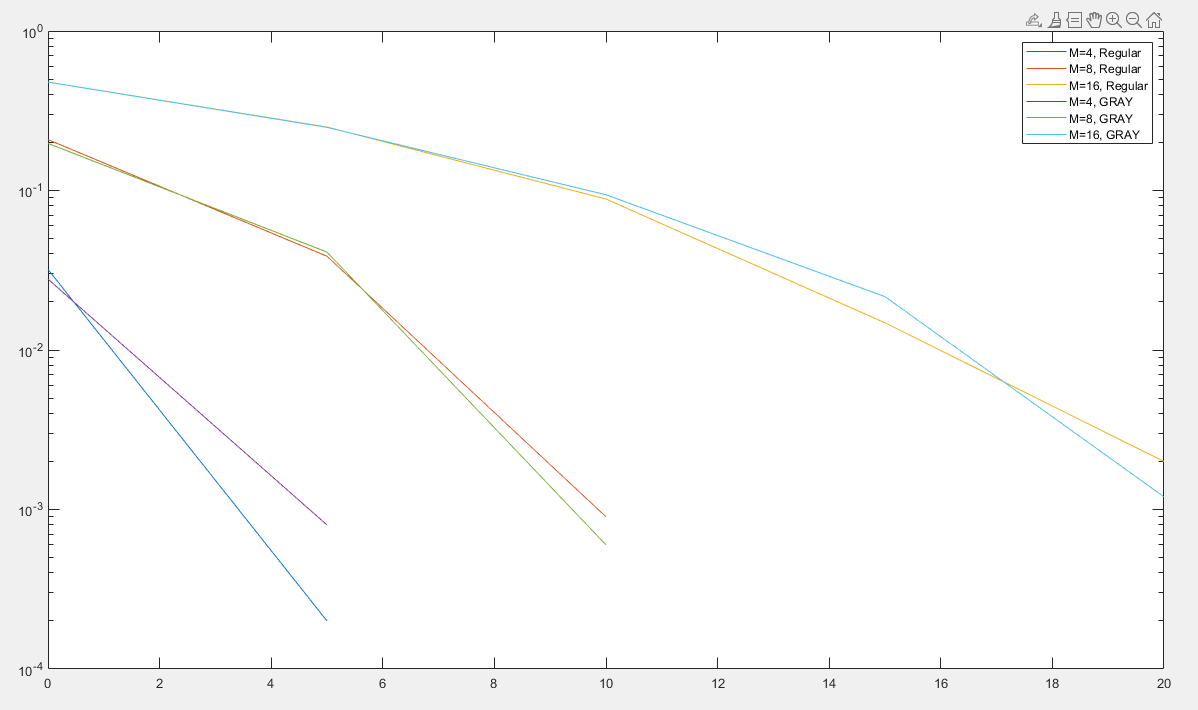 10^0
M=4, Regular
M=8, Regular
M=16, Regular
M=4, GRAY
M=8, GRAY
M=16, GRAY
10^-1
10^-2
10^-3
10^-4
0 2 4 6 8 10 12 14 16 18 20